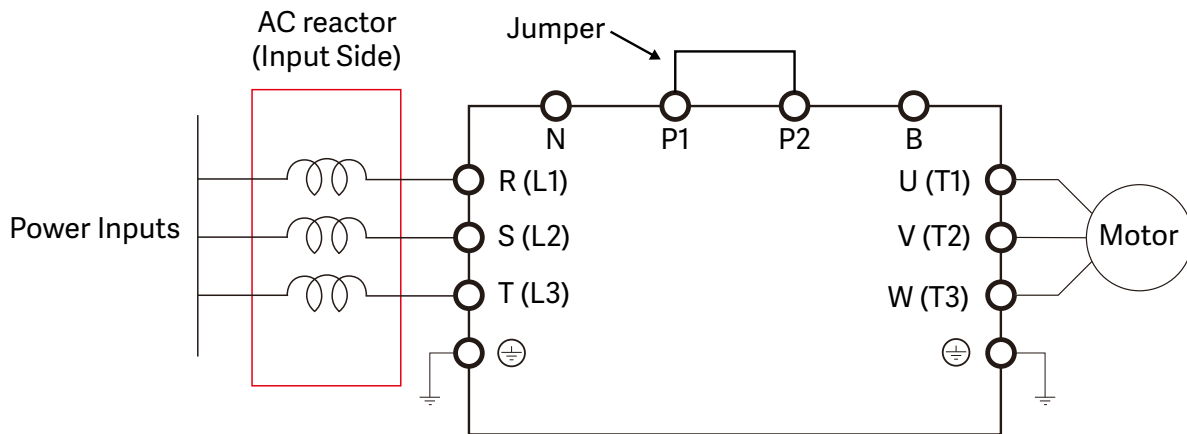 AC reactor
(Input Side)
Jumper
N
P1
P2
B
R (L1)
U (T1)
Power Inputs
S (L2)
V (T2)
Motor
T (L3)
W (T3)